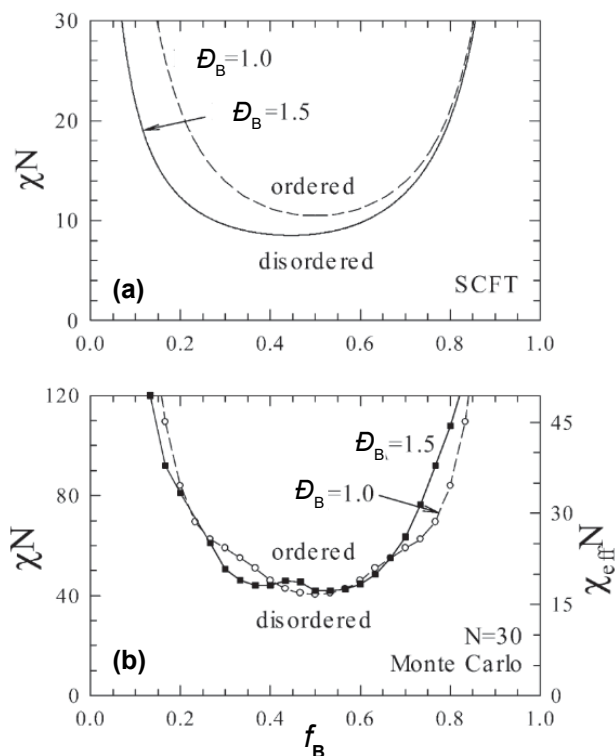 30
20
10
0
χN
Đ_B=1.0
Đ_B=1.5
ordered
disordered
(a)
SCFT
0.0 0.2 0.4 0.6 0.8 1.0
120
80
60
40
0
χN
45
30
15
0
χ_eff N
Đ_B=1.5
Đ_B=1.0
ordered
disordered
(b)
N=30
Monte Carlo
0.0 0.2 0.4 0.6 0.8 1.0
f_B